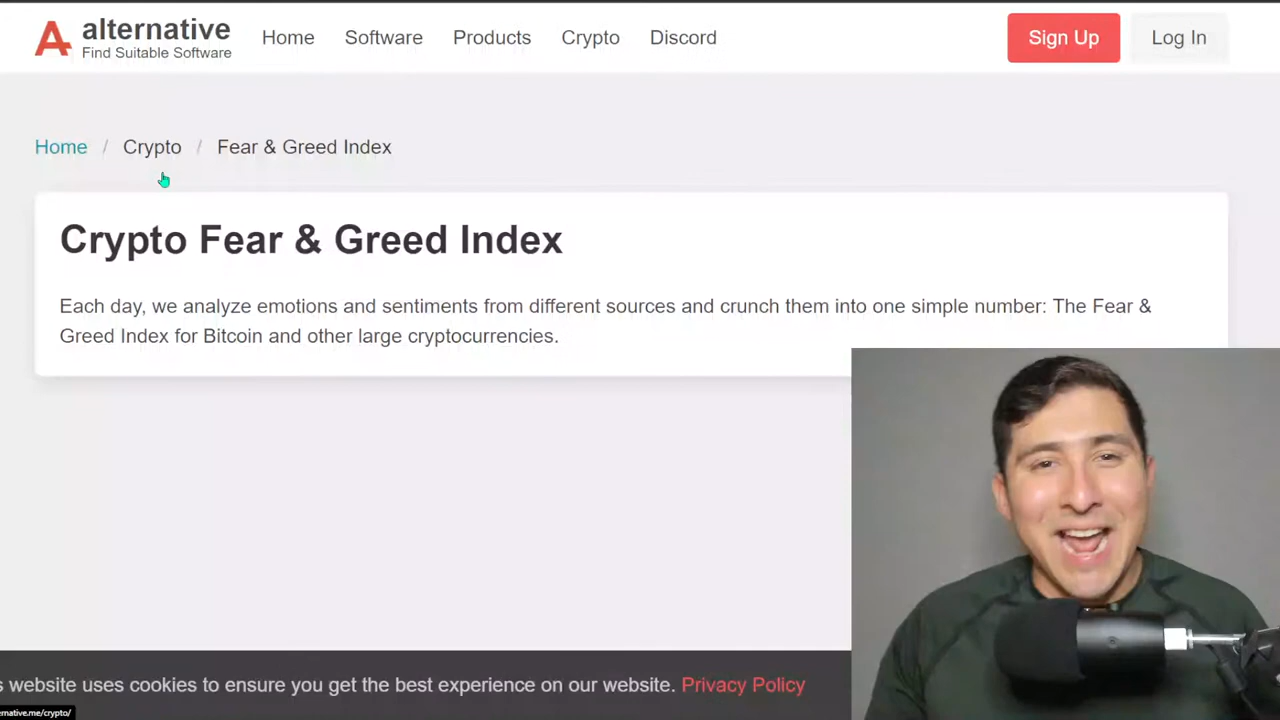 alternative
Find Suitable Software
Home
Software
Products
Crypto
Discord
Sign Up
Log In
Home / Crypto / Fear & Greed Index
Crypto Fear & Greed Index
Each day, we analyze emotions and sentiments from different sources and crunch them into one simple number: The Fear &
Greed Index for Bitcoin and other large cryptocurrencies.
s website uses cookies to ensure you get the best experience on our website. Privacy Policy
ernative.me/crypto/